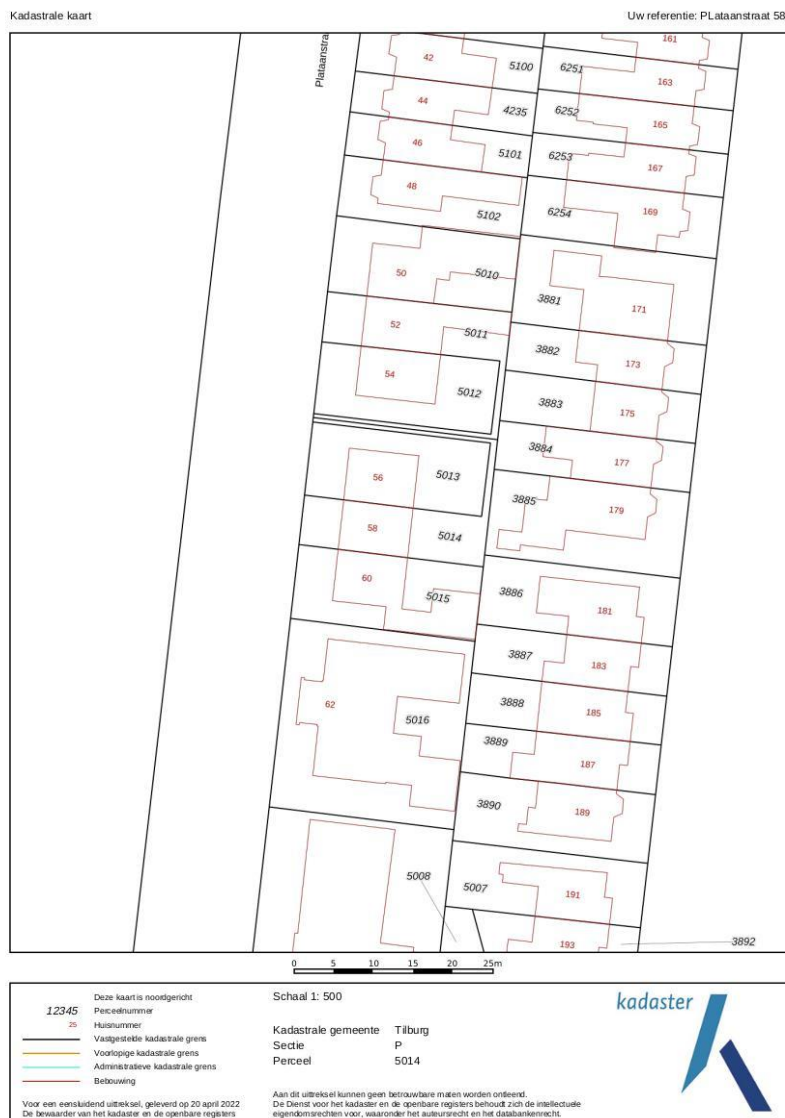 Kadastrale kaart
Uw referentie: PLataanstraat 58
161
42
5100
6251
163
Plataanstra
44
4235
6252
165
46
5101
6253
167
48
5102
6254
169
50
5010
3881
171
52
5011
3882
173
54
5012
3883
175
3884
177
56
5013
3885
179
58
5014
60
5015
3886
181
3887
183
62
5016
3888
185
3889
187
3890
189
5008
5007
191
193
3892
0 5 10 15 20 25m
Deze kaart is noordgericht
12345 Perceelnummer
25 Huisnummer
Vastgestelde kadastrale grens
Voorlopige kadastrale grens
Administratieve kadastrale grens
Bebouwing
Voor een eensluidend uittreksel, geleverd op 20 april 2022
De bewaarder van het kadaster en de openbare registers
Schaal 1: 500
Kadastrale gemeente Tilburg
Sectie P
Perceel 5014
Aan dit uittreksel kunnen geen betrouwbare maten worden ontleend.
De Dienst voor het kadaster en de openbare registers behoudt zich de intellectuele
eigendomsrechten voor, waaronder het auteursrecht en het databankenrecht.
kadaster